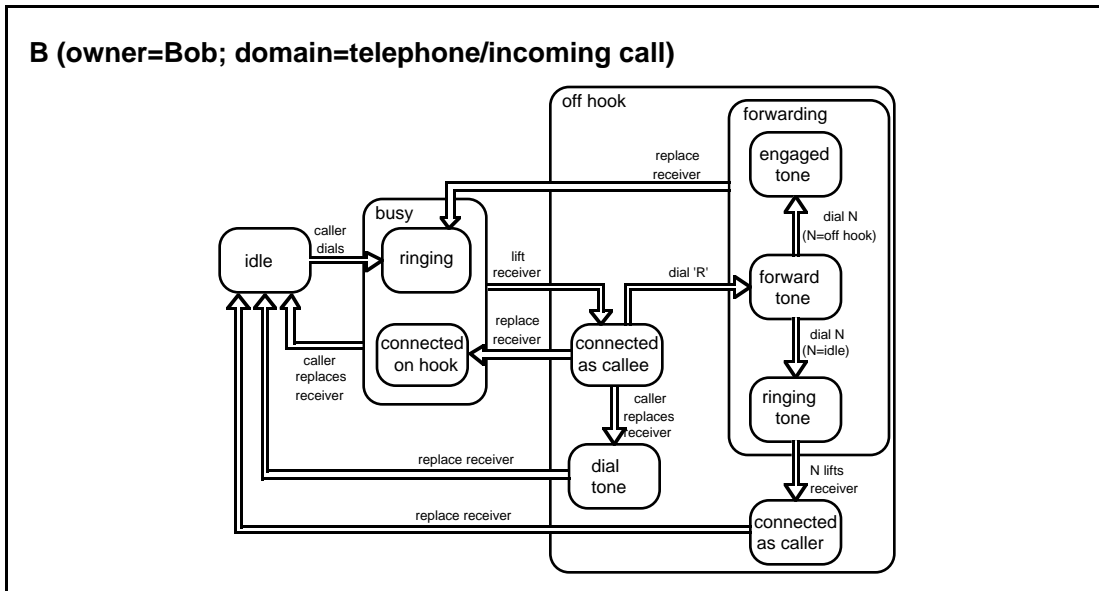 B (owner=Bob; domain=telephone/incoming call)
off hook
forwarding
engaged
tone
replace
receiver
dial N
(N=off hook)
busy
caller
dials
idle
ringing
lift
receiver
dial 'R'
forward
tone
replace
receiver
connected
on hook
connected
as callee
dial N
(N=idle)
caller
replaces
receiver
caller
replaces
receiver
ringing
tone
replace receiver
dial
tone
N lifts
receiver
replace receiver
connected
as caller